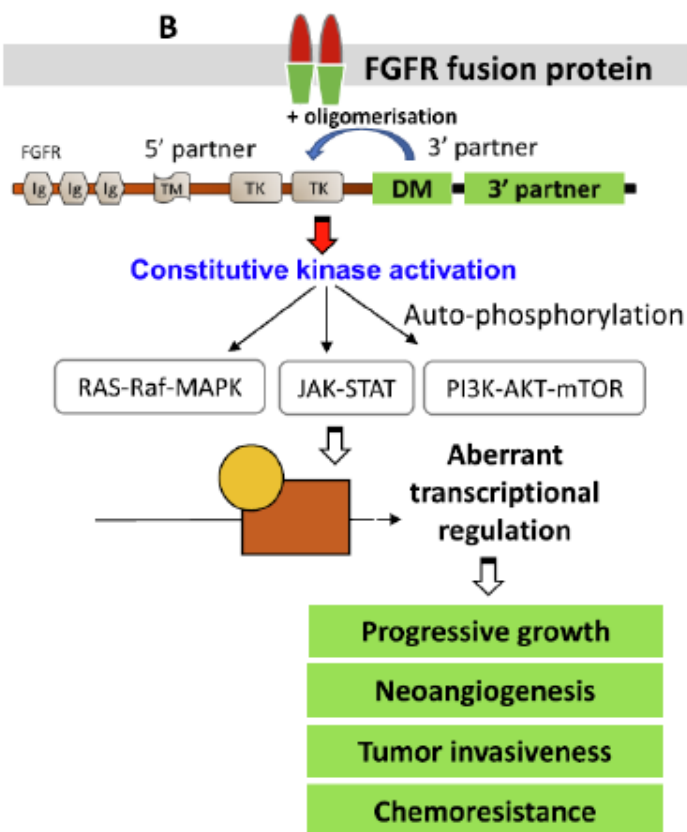 B
FGFR fusion protein
+ oligomerisation
FGFR
5' partner
3' partner
Ig Ig Ig TM TK TK DM 3' partner
Constitutive kinase activation
Auto-phosphorylation
RAS-Raf-MAPK JAK-STAT PI3K-AKT-mTOR
Aberrant
transcriptional
regulation
Progressive growth
Neoangiogenesis
Tumor invasiveness
Chemoresistance